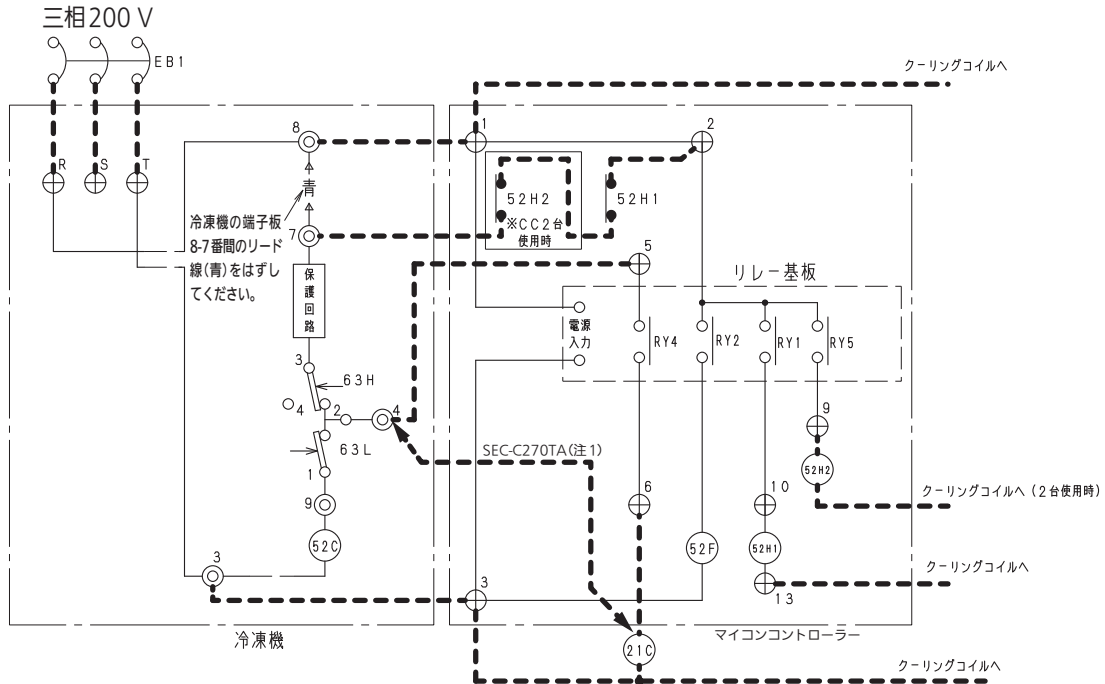 三相200 V
EB1
クーリングコイルへ
R
S
T
8
1
2
青
52H2
※CC2台
使用時
52H1
冷凍機の端子板
8-7番間のリード
線(青)をはずし
てください。
7
5
リレー基板
保護回路
電源
入力
RY4
RY2
RY1
RY5
3
63H
4
2
4
9
63L
SEC-C270TA(注1)
52H2
1
6
10
クーリングコイルへ（2台使用時）
9
52C
52F
52H1
3
3
13
クーリングコイルへ
冷凍機
21C
マイコンコントローラー
クーリングコイルへ